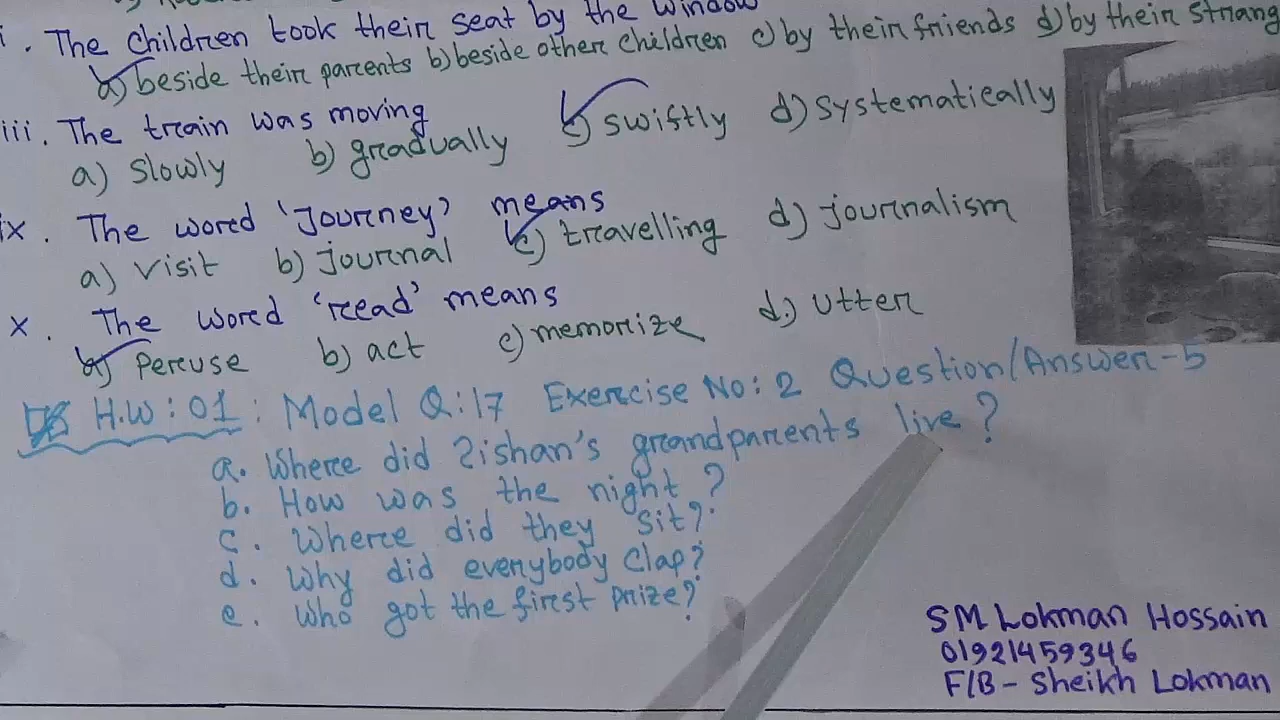 i. The children took their seat by the window
a) beside their parents b) beside other children c) by their friends d) by their strang
iii. The train was moving
a) slowly b) gradually c) swiftly d) systematically
ix. The word 'Journey' means
a) visit b) journal c) travelling d) journalism
x. The word 'read' means
a) Peruse b) act c) memorize d) utter
H.W: 01: Model Q:17 Exercise No: 2 Question/Answer-5
a. Where did Zishan's grandparents live?
b. How was the night?
c. Where did they sit?
d. Why did everybody clap?
e. Who got the first prize?
SM Lokman Hossain
01921459346
F/B - Sheikh Lokman